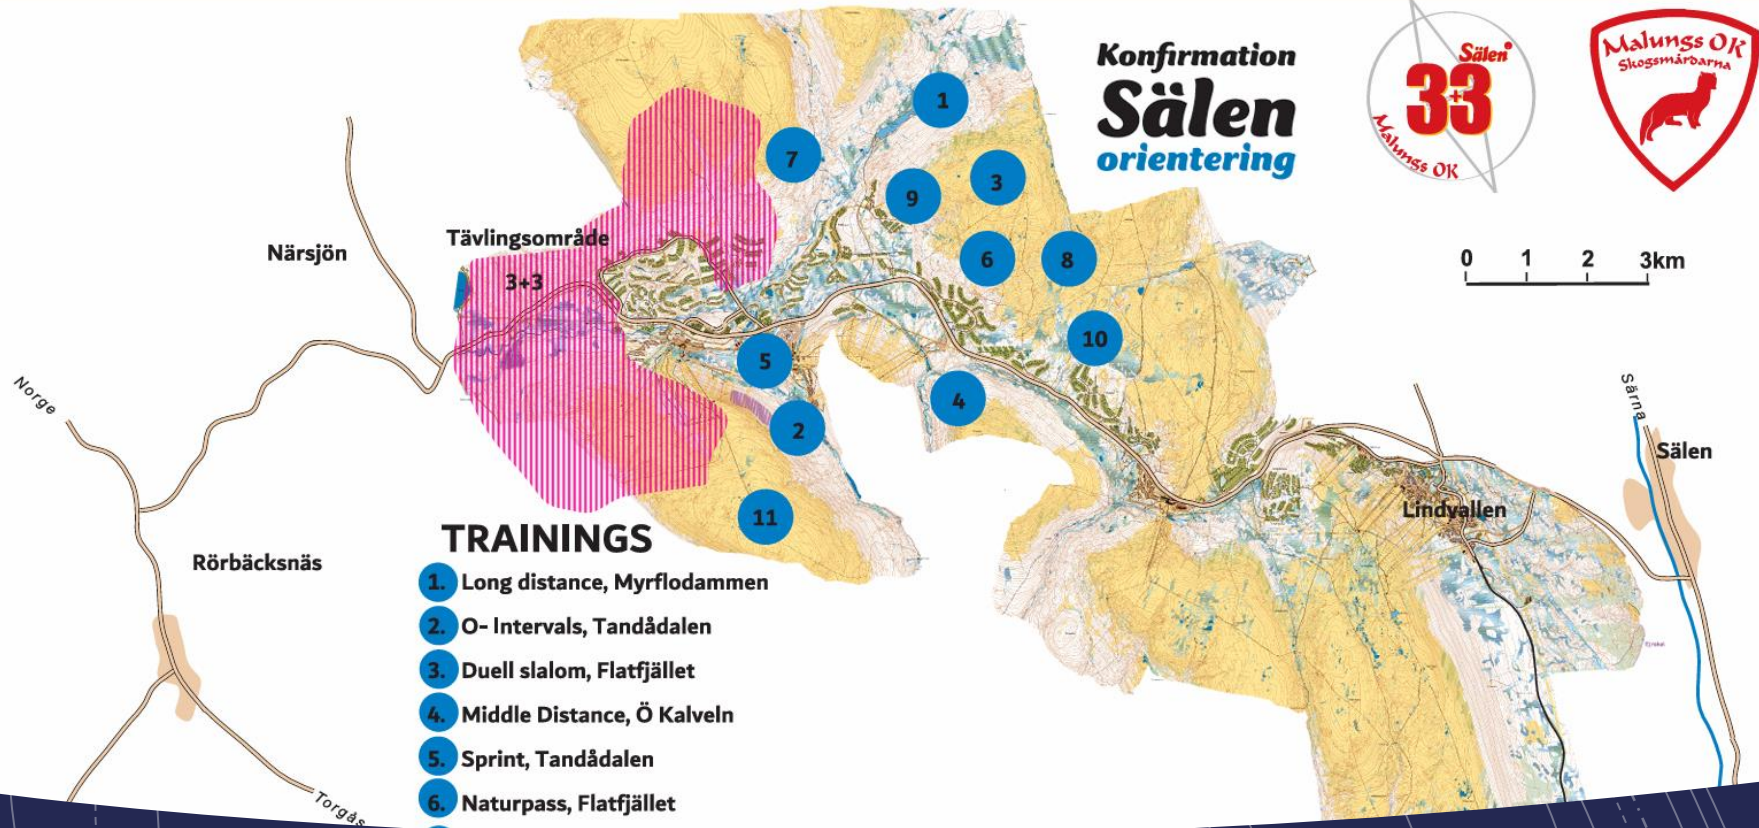 Konfirmation
Sälen
orientering
Sälen®
3+3
Malungs OK
Malungs OK
Skogsmårdarna
0 1 2 3km
Närsjön
Tävlingsområde
3+3
Norge
Rörbäcksnäs
Torgås
Särna
Sälen
Lindvallen
1
7
3
9
6
8
10
5
4
2
11
TRAININGS
1. Long distance, Myrflodammen
2. O- Intervals, Tandådalen
3. Duell slalom, Flatfjället
4. Middle Distance, Ö Kalveln
5. Sprint, Tandådalen
6. Naturpass, Flatfjället